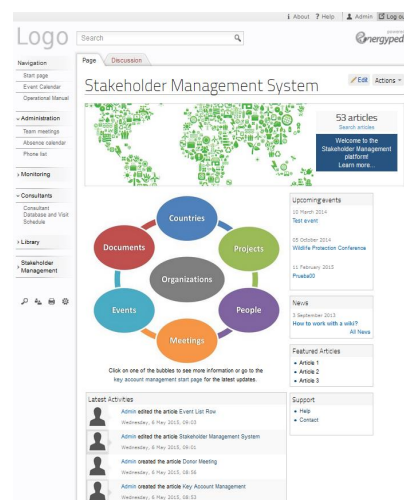 About ? Help Admin Log ou
Logo
Search
powered
energyped
Page Discussion
Edit Actions
Stakeholder Management System
Navigation
Start page
Event Calendar
Operational Manual
Administration
Team meetings
Absence calendar
Phone list
Monitoring
Consultants
Consultant
Database and Visit
Schedule
Library
Stakeholder
Management
53 articles
Search articles
Welcome to the
Stakeholder Management
platform!
Learn more...
Countries
Documents
Projects
Organizations
Events
People
Meetings
Click on one of the bubbles to see more information or go to the
key account management start page for the latest updates.
Upcoming events
10 March 2014
Test event
05 October 2014
Wildlife Protection Conference
11 February 2015
Prueba00
News
3 September 2013
How to work with a wiki?
All News
Featured Articles
Article 1
Article 2
Article 3
Support
Help
Contact
Latest Activities
Admin edited the article Event List Row
Wednesday, 6 May 2015, 09:03
Admin edited the article Stakeholder Management System
Wednesday, 6 May 2015, 09:01
Admin created the article Donor Meeting
Wednesday, 6 May 2015, 08:56
Admin created the article Key Account Management
Wednesday, 6 May 2015, 08:53